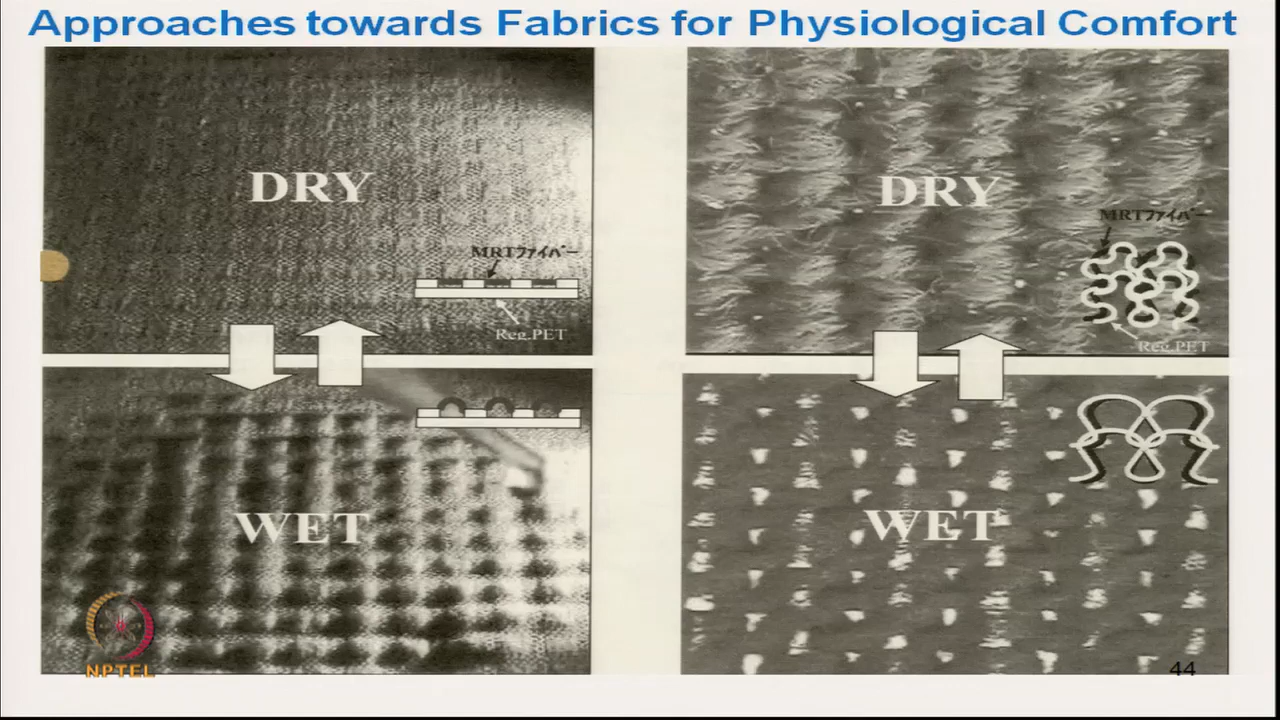 Approaches towards Fabrics for Physiological Comfort
DRY
MRTファイバー
Reg.PET
DRY
MRTファイバー
Reg.PET
WET
WET
NPTEL
44